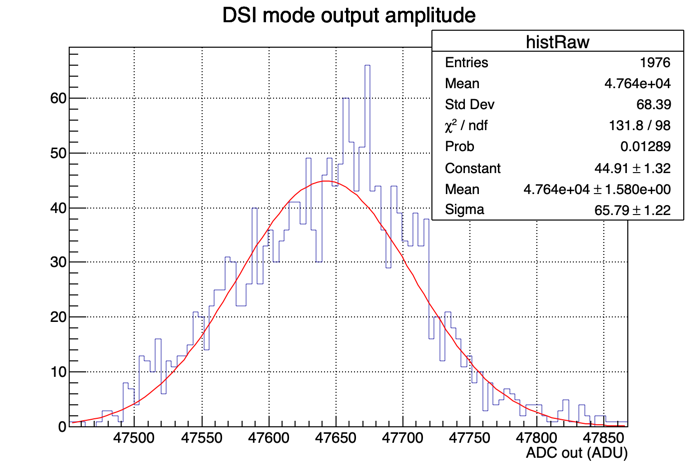 DSI mode output amplitude
histRaw
Entries 1976
Mean 4.764e+04
Std Dev 68.39
χ² / ndf 131.8 / 98
Prob 0.01289
Constant 44.91 ± 1.32
Mean 4.764e+04 ± 1.580e+00
Sigma 65.79 ± 1.22
60
50
40
30
20
10
0
47500 47550 47600 47650 47700 47750 47800 47850
ADC out (ADU)